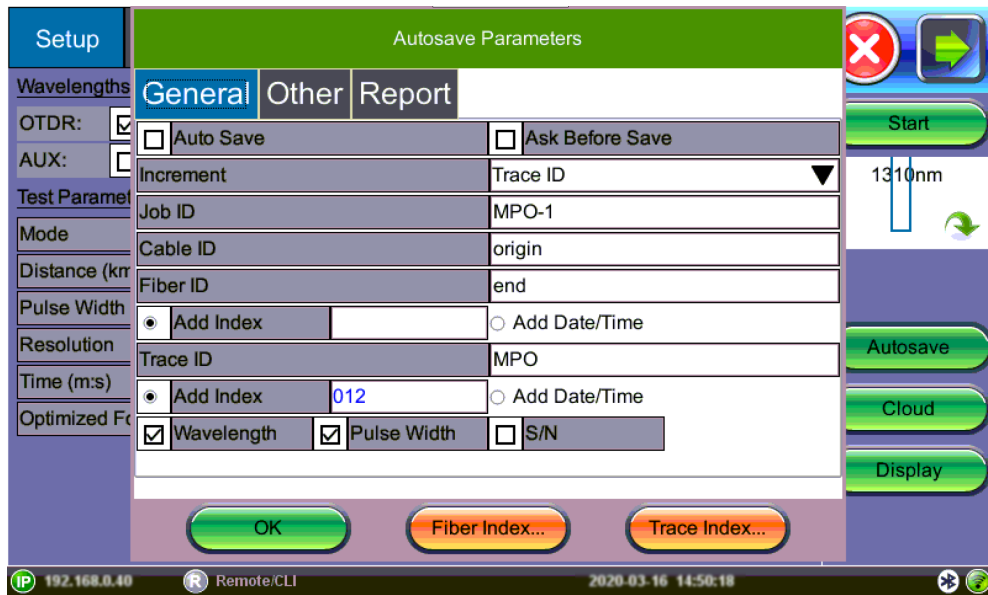 Setup
Autosave Parameters
Wavelengths
General Other Report
OTDR:
Auto Save Ask Before Save
Start
AUX:
Increment Trace ID
1310nm
Test Paramet
Job ID MPO-1
Mode
Cable ID origin
Distance (km
Fiber ID end
Pulse Width
Add Index Add Date/Time
Resolution
Trace ID MPO
Autosave
Time (m:s)
Add Index 012 Add Date/Time
Cloud
Optimized Fo
Wavelength Pulse Width S/N
Display
OK Fiber Index... Trace Index...
IP 192.168.0.40 R Remote/CLI 2020-03-16 14:50:18